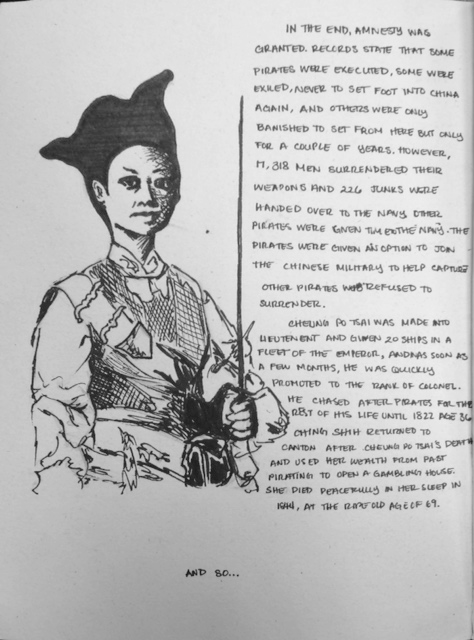 IN THE END, AMNESTY WAS
GRANTED. RECORDS STATE THAT SOME
PIRATES WERE EXECUTED, SOME WERE
EXILED, NEVER TO SET FOOT INTO CHINA
AGAIN, AND OTHERS WERE ONLY
BANISHED TO SET FROM HERE BUT ONLY
FOR A COUPLE OF YEARS. HOWEVER,
17,318 MEN SURRENDERED THEIR
WEAPONS AND 226 JUNKS WERE
HANDED OVER TO THE NAVY. OTHER
PIRATES WERE GIVEN THE NAVY. THE
PIRATES WERE GIVEN AN OPTION TO JOIN
THE CHINESE MILITARY TO HELP CAPTURE
OTHER PIRATES WHO REFUSED TO
SURRENDER.
CHEUNG PO TSAI WAS MADE INTO
LIEUTENENT AND GIVEN 20 SHIPS IN A
FLEET OF THE EMPEROR, AND AS SOON AS
A FEW MONTHS, HE WAS QUICKLY
PROMOTED TO THE RANK OF COLONEL.
HE CHASED AFTER PIRATES FOR THE
REST OF HIS LIFE UNTIL 1822 AGE 36
CHING SHIH RETURNED TO
CANTON AFTER CHEUNG PO TSAI'S DEATH
AND USED HER WEALTH FROM PAST
PIRATING TO OPEN A GAMBLING HOUSE.
SHE DIED PEACEFULLY IN HER SLEEP IN
1844, AT THE RIPE OLD AGE OF 69.
AND SO...